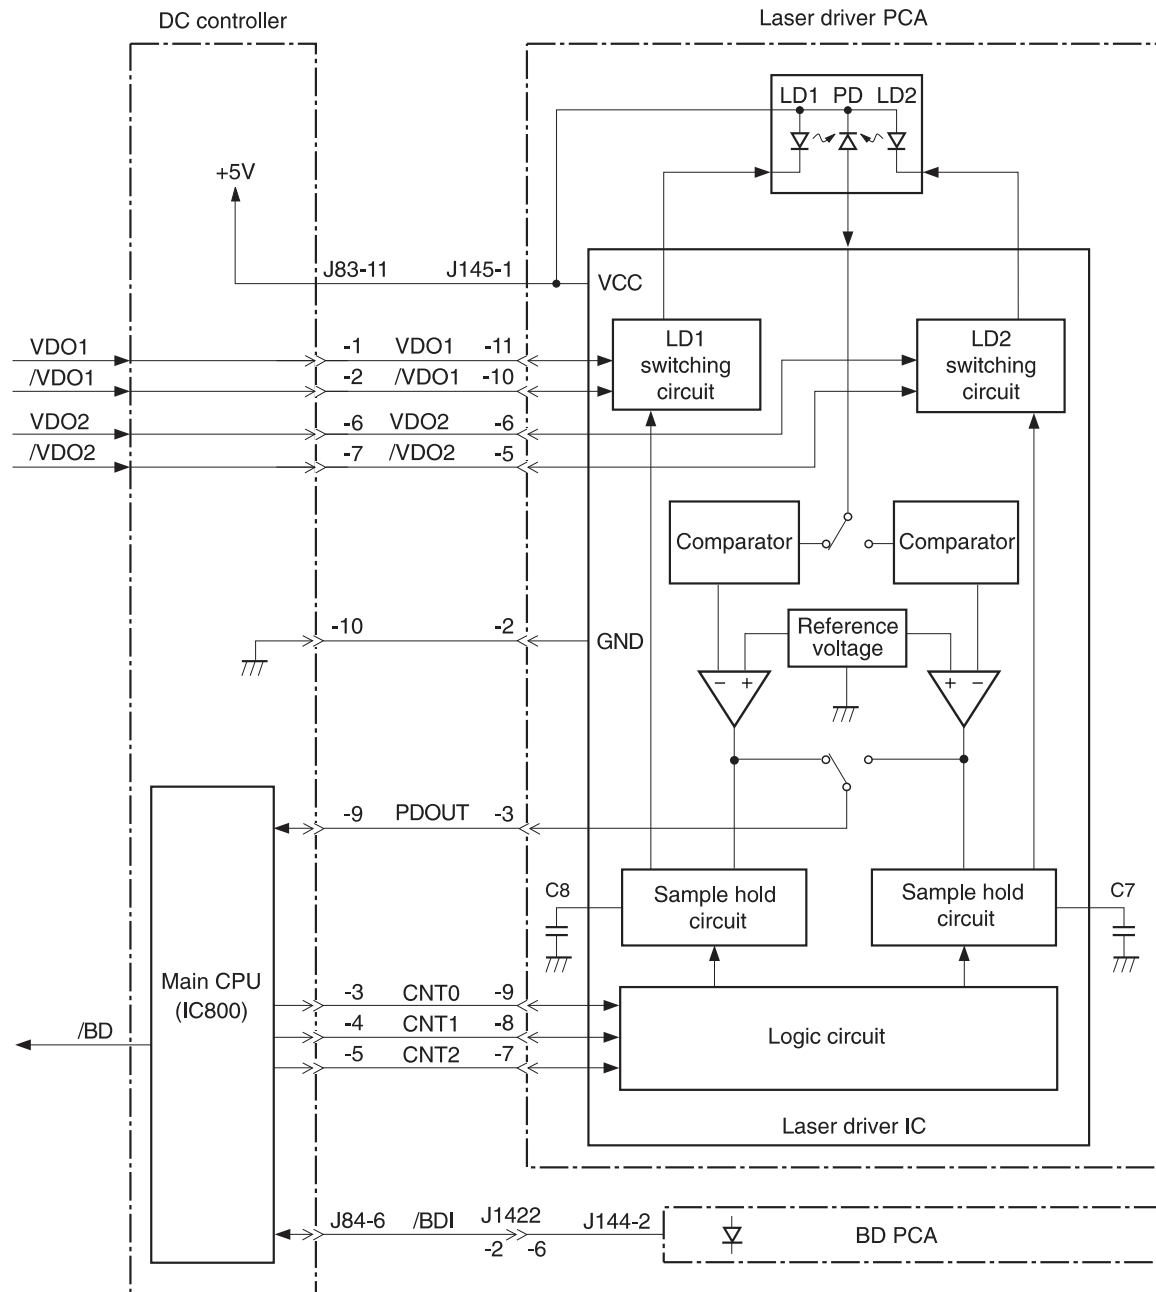 DC controller
Laser driver PCA
LD1 PD LD2
+5V
J83-11 J145-1
VCC
VDO1 -1 VDO1 -11
/VDO1 -2 /VDO1 -10
VDO2 -6 VDO2 -6
/VDO2 -7 /VDO2 -5
LD1
switching
circuit
LD2
switching
circuit
Comparator
Comparator
-10 -2
GND
Reference
voltage
- +
+ -
-9 PDOUT -3
C8
Sample hold
circuit
Sample hold
circuit
C7
Main CPU
(IC800)
/BD
-3 CNT0 -9
-4 CNT1 -8
-5 CNT2 -7
Logic circuit
Laser driver IC
J84-6 /BDI J1422 J144-2
-2 -6
BD PCA